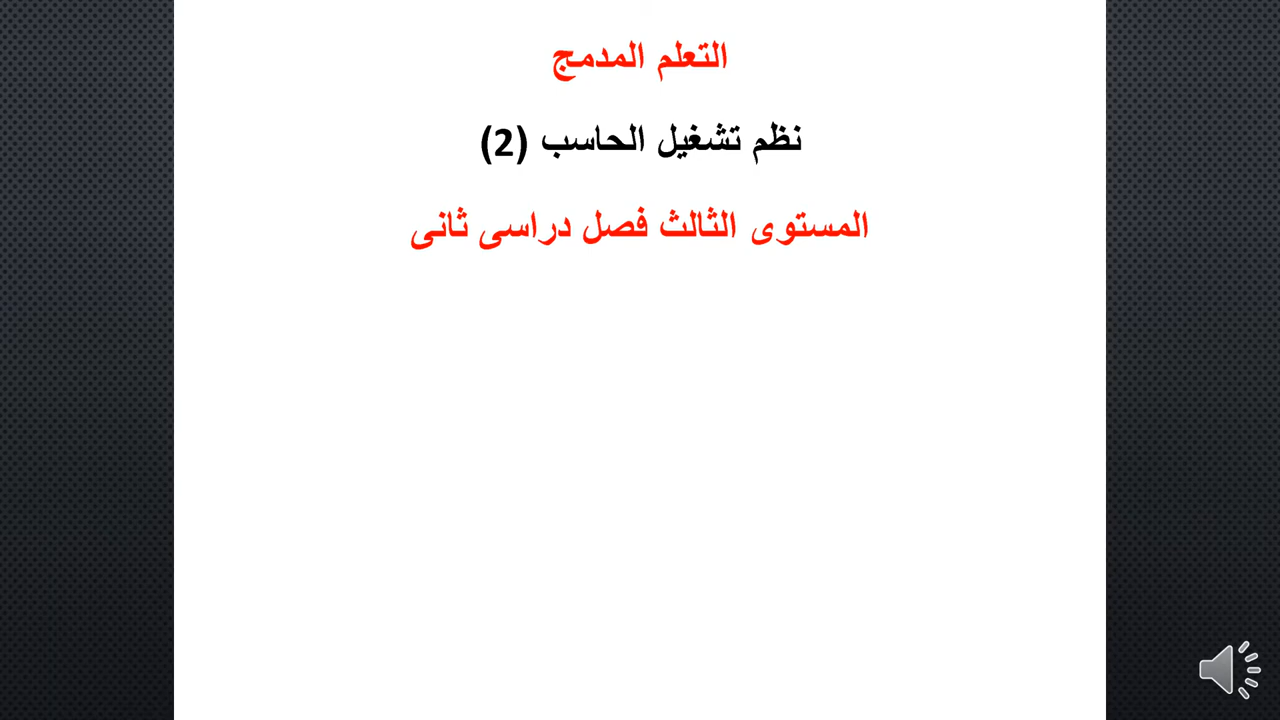 التعلم المدمج
نظم تشغيل الحاسب (2)
المستوى الثالث فصل دراسى ثانى